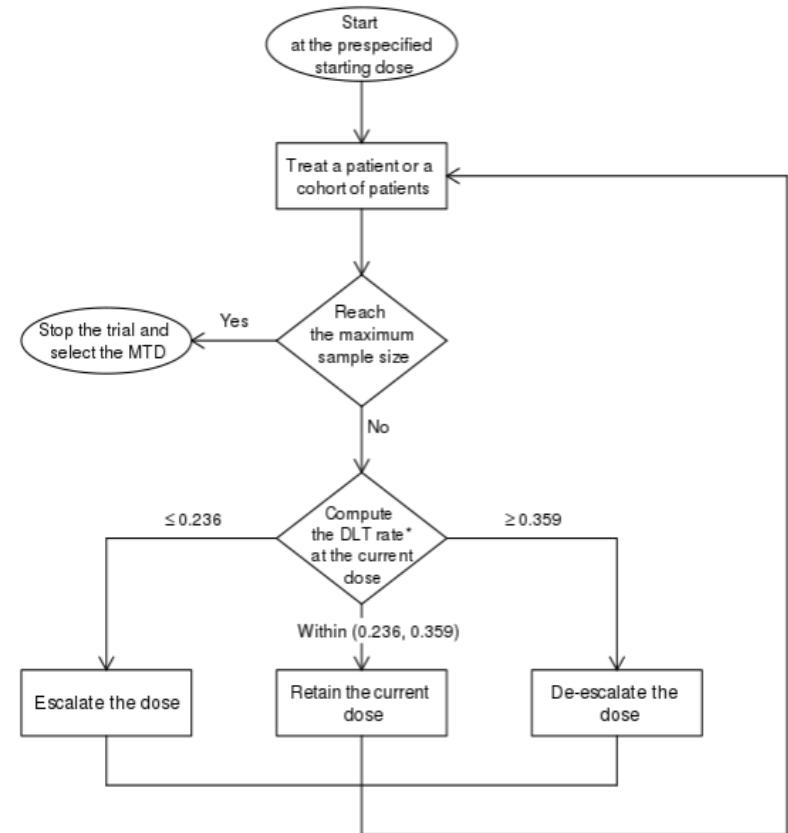 Start
at the prespecified
starting dose
Treat a patient or a
cohort of patients
Reach
the maximum
sample size
Yes
Stop the trial and
select the MTD
No
Compute
the DLT rate*
at the current
dose
≤0.236
≥0.359
Within (0.236, 0.359)
Escalate the dose
Retain the current
dose
De-escalate the
dose